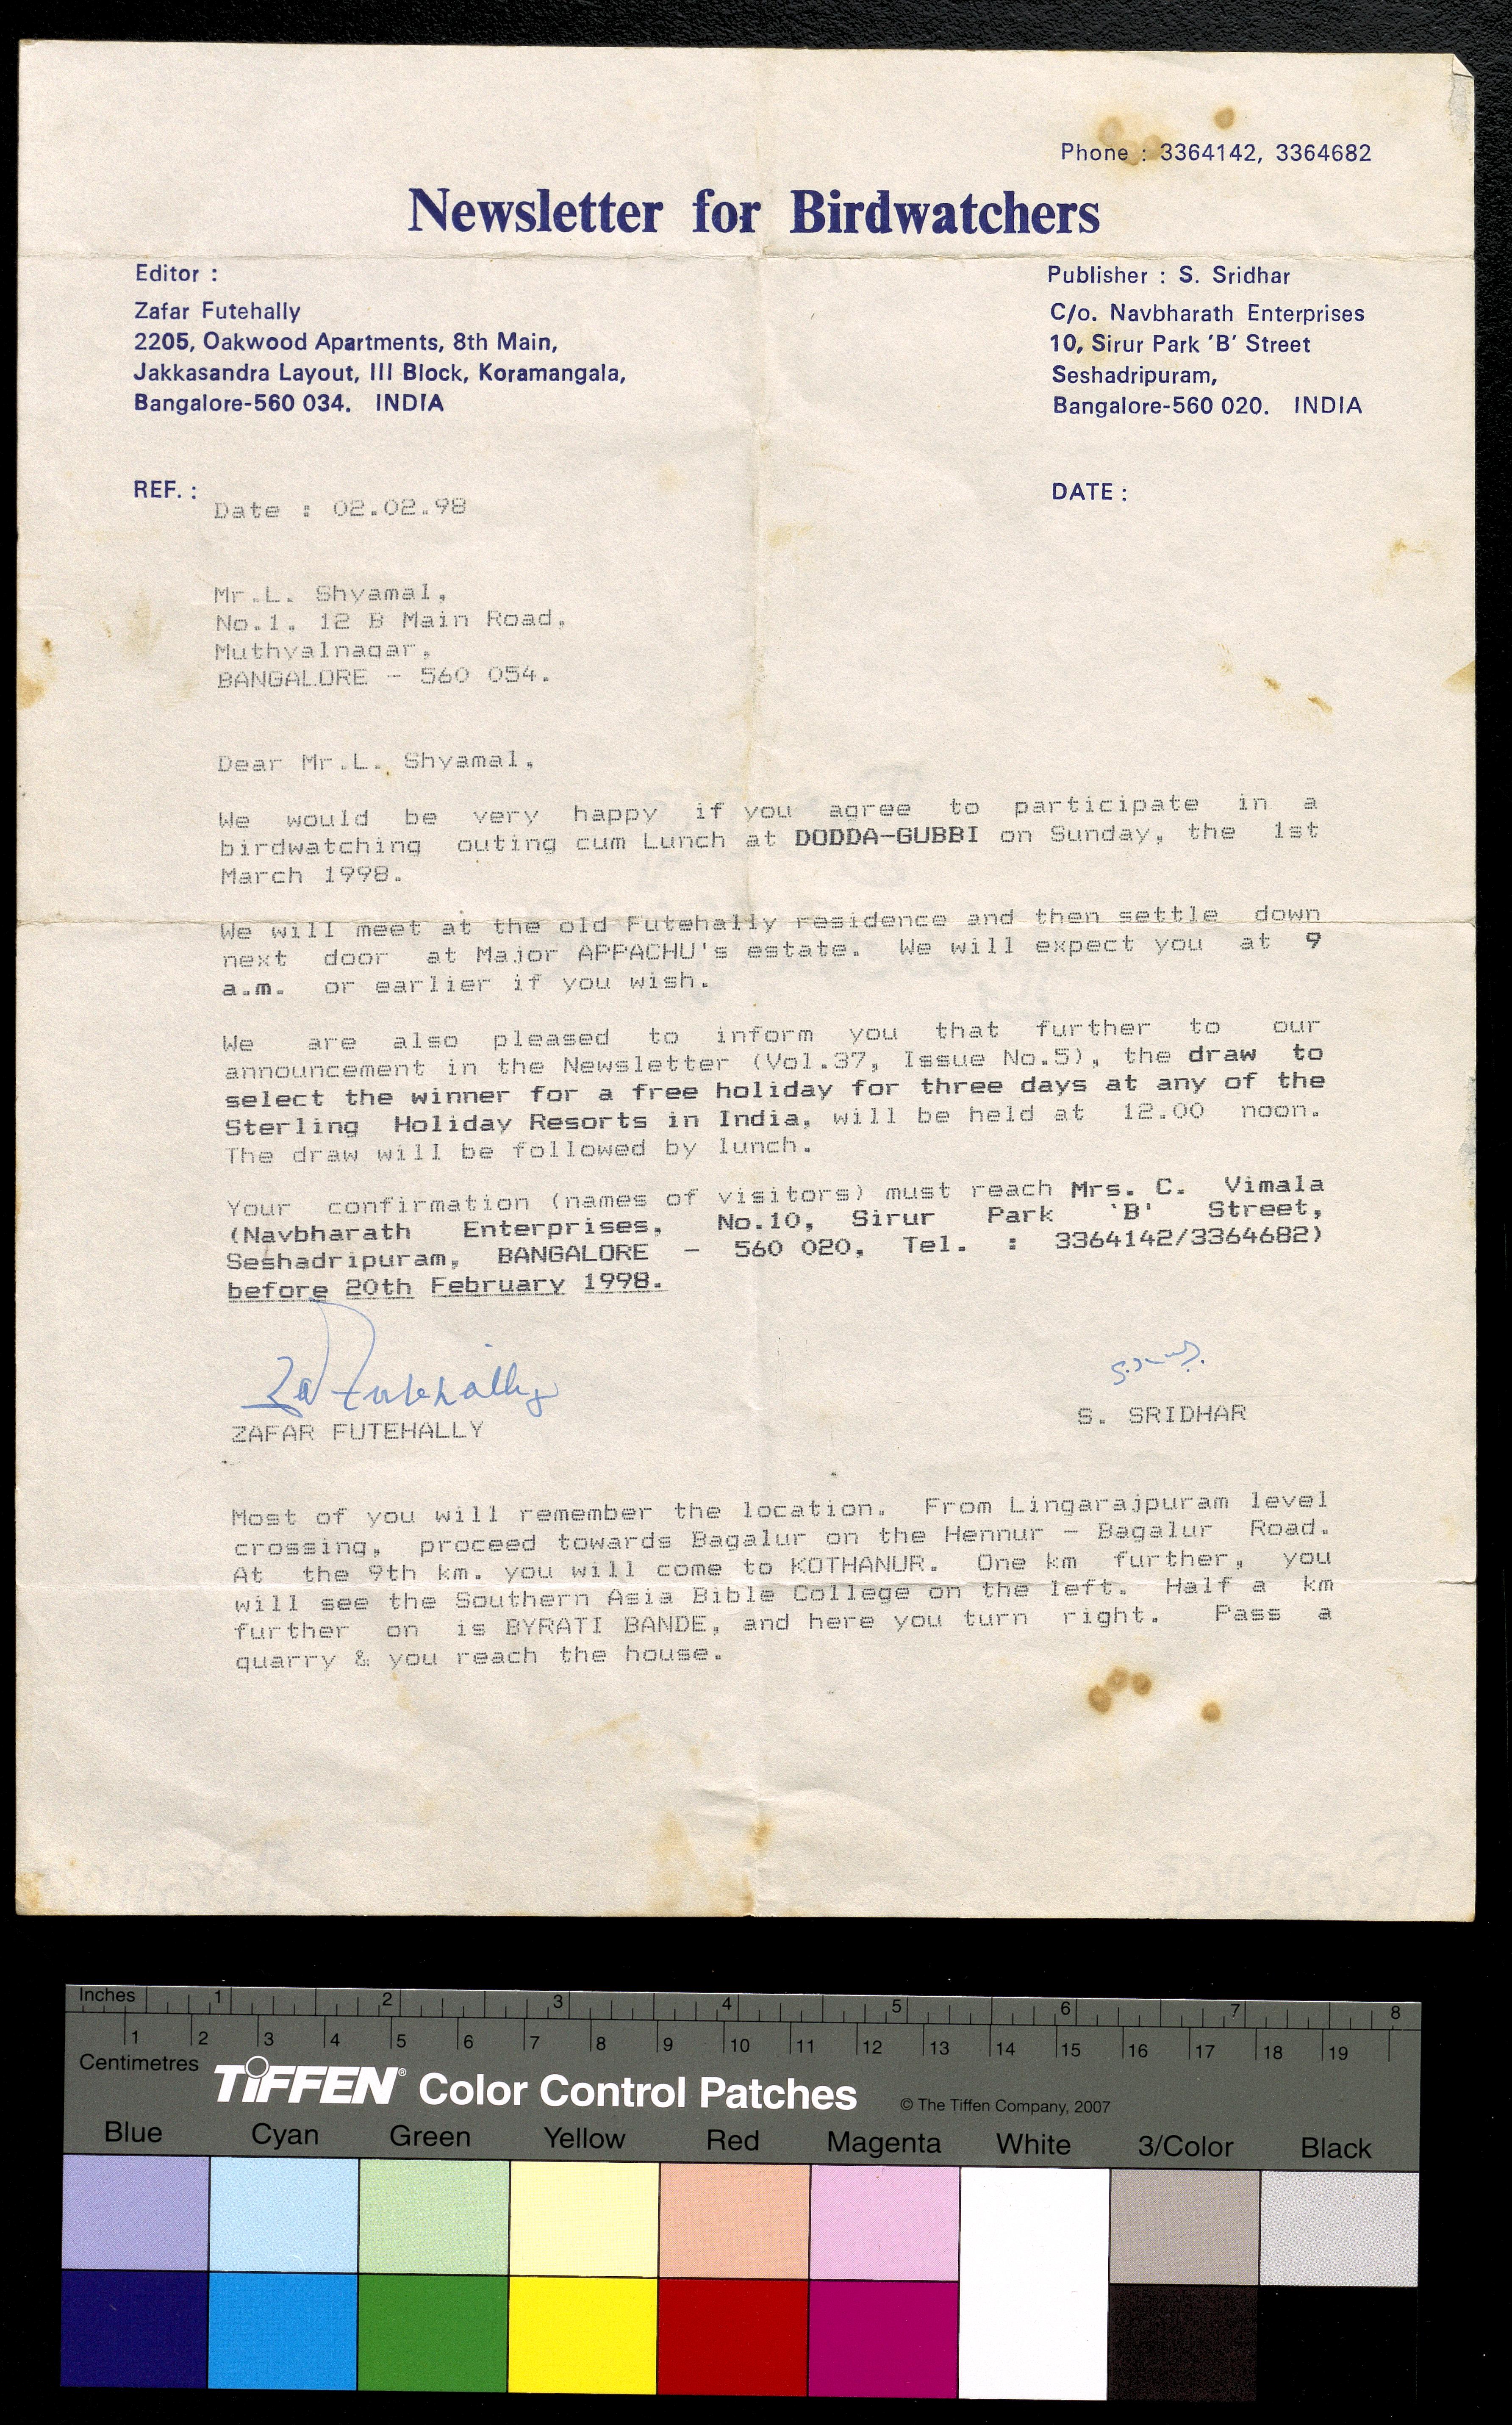 Phone : 3364142, 3364682
Newsletter for Birdwatchers
Editor :
Zafar Futehally
2205, Oakwood Apartments, 8th Main,
Jakkasandra Layout, III Block, Koramangala,
Bangalore-560 034. INDIA
Publisher : S. Sridhar
C/o. Navbharath Enterprises
10, Sirur Park 'B' Street
Seshadripuram,
Bangalore-560 020. INDIA
REF. :
DATE :
Date : 02.02.98
Mr.L. Shyamal,
No.1. 12 B Main Road,
Muthyalnagar,
BANGALORE - 560 054.
Dear Mr.L. Shyamal,
We would be very happy if you agree to participate in a
birdwatching outing cum Lunch at DODDA-GUBBI on Sunday, the 1st
March 1998.
We will meet at the old Futehally residence and then settle down
next door at Major APPACHU's estate. We will expect you at 9
a.m. or earlier if you wish.
We are also pleased to inform you that further to our
announcement in the Newsletter (Vol.37, Issue No.5), the draw to
select the winner for a free holiday for three days at any of the
Sterling Holiday Resorts in India, will be held at 12.00 noon.
The draw will be followed by lunch.
Your confirmation (names of visitors) must reach Mrs. C. Vimala
(Navbharath Enterprises, No.10, Sirur Park 'B' Street,
Seshadripuram, BANGALORE - 560 020, Tel. : 3364142/3364682)
before 20th February 1998.
Za Futehally
ZAFAR FUTEHALLY
S. SRIDHAR
Most of you will remember the location. From Lingarajpuram level
crossing, proceed towards Bagalur on the Hennur - Bagalur Road.
At the 9th km. you will come to KOTHANUR. One km further, you
will see the Southern Asia Bible College on the left. Half a km
further on is BYRATI BANDE, and here you turn right. Pass a
quarry & you reach the house.
Inches 1 2 3 4 5 6 7 8
1 2 3 4 5 6 7 8 9 10 11 12 13 14 15 16 17 18 19
Centimetres
TIFFEN® Color Control Patches © The Tiffen Company, 2007
Blue Cyan Green Yellow Red Magenta White 3/Color Black